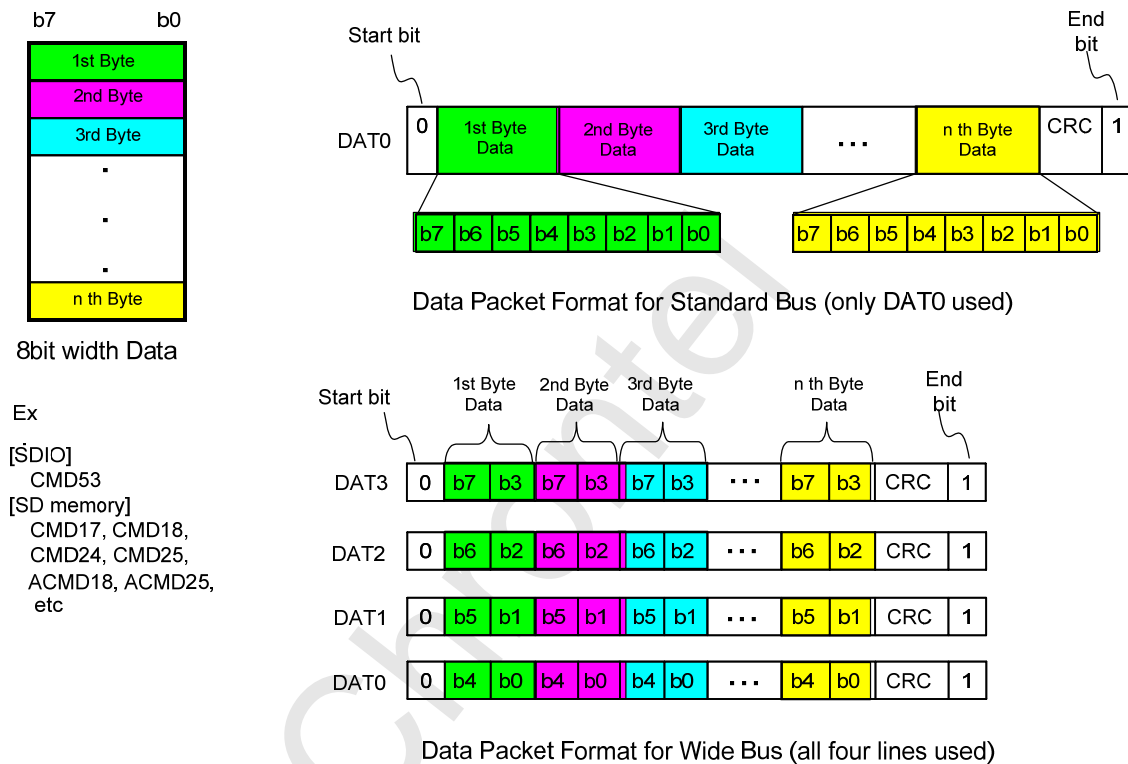 b7 b0
1st Byte
2nd Byte
3rd Byte
.
.
.
n th Byte
8bit width Data
Ex
[SDIO]
CMD53
[SD memory]
CMD17, CMD18,
CMD24, CMD25,
ACMD18, ACMD25,
etc
Start bit
End
bit
DAT0 0 1st Byte Data 2nd Byte Data 3rd Byte Data ... n th Byte Data CRC 1
b7 b6 b5 b4 b3 b2 b1 b0 b7 b6 b5 b4 b3 b2 b1 b0
Data Packet Format for Standard Bus (only DAT0 used)
Start bit
1st Byte Data 2nd Byte Data 3rd Byte Data n th Byte Data
End
bit
DAT3 0 b7 b3 b7 b3 b7 b3 ... b7 b3 CRC 1
DAT2 0 b6 b2 b6 b2 b6 b2 ... b6 b2 CRC 1
DAT1 0 b5 b1 b5 b1 b5 b1 ... b5 b1 CRC 1
DAT0 0 b4 b0 b4 b0 b4 b0 ... b4 b0 CRC 1
Data Packet Format for Wide Bus (all four lines used)
Chrontel